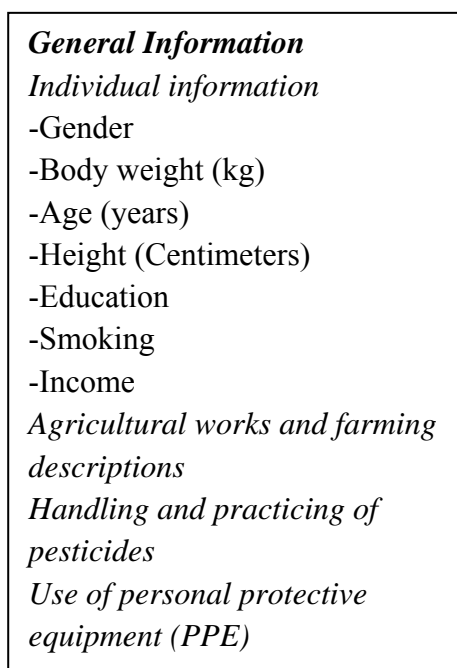 General Information
Individual information
-Gender
-Body weight (kg)
-Age (years)
-Height (Centimeters)
-Education
-Smoking
-Income
Agricultural works and farming
descriptions
Handling and practicing of
pesticides
Use of personal protective
equipment (PPE)